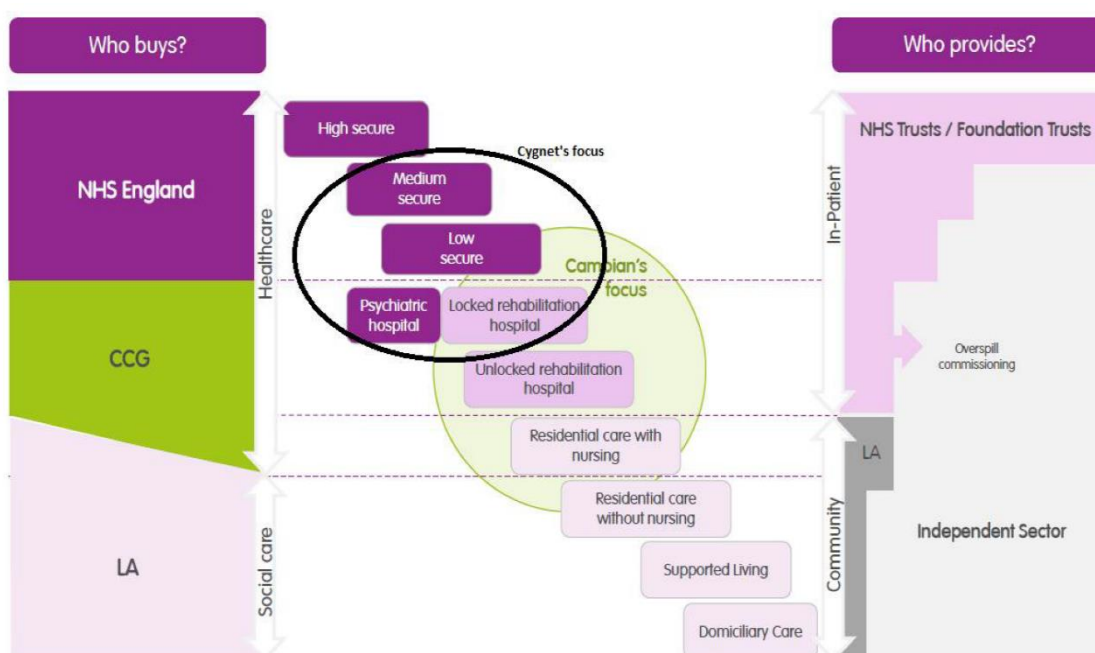 Who buys?
Who provides?
NHS England
CCG
LA
Healthcare
Social care
High secure
Cygnet's focus
Medium
secure
Low
secure
Campian's
focus
Psychiatric
hospital
Locked rehabilitation
hospital
Unlocked rehabilitation
hospital
Residential care with
nursing
Residential care
without nursing
Supported Living
Domiciliary Care
In-Patient
Community
NHS Trusts / Foundation Trusts
Overspill
commissioning
LA
Independent Sector